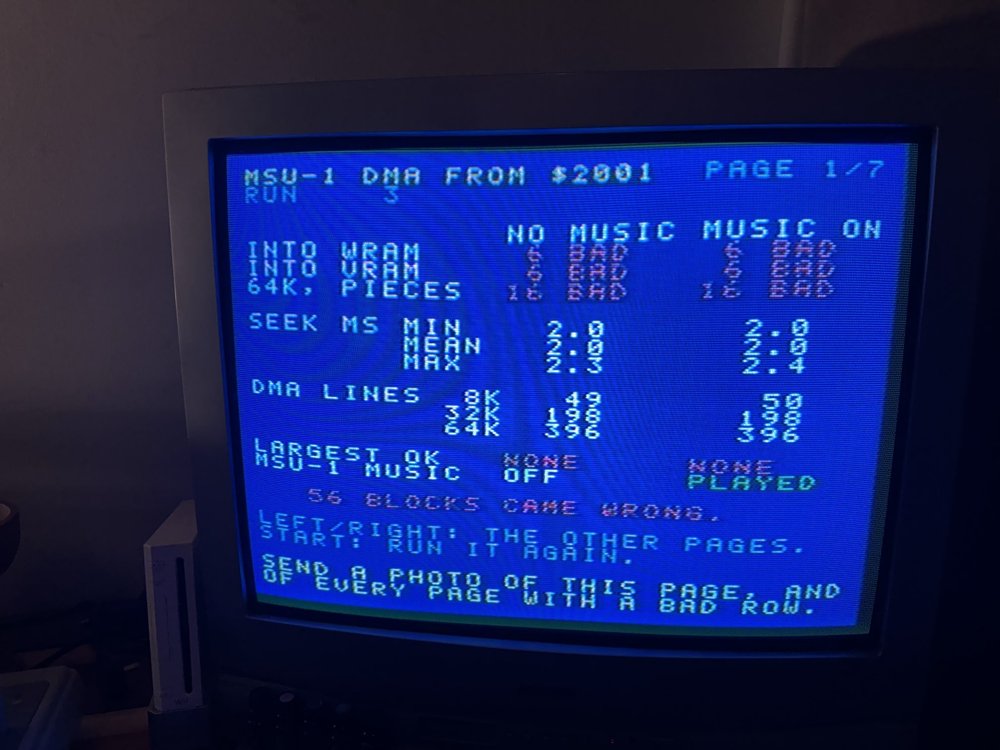 MSU-1 DMA FROM $2001 PAGE 1/7
RUN 3
NO MUSIC MUSIC ON
INTO WRAM 6 BAD 6 BAD
INTO VRAM 6 BAD 6 BAD
64K, PIECES 16 BAD 16 BAD
SEEK MS MIN 2.0 2.0
MEAN 2.0 2.0
MAX 2.3 2.4
DMA LINES 8K 49 50
32K 198 198
64K 396 396
LARGEST OK NONE NONE
MSU-1 MUSIC OFF PLAYED
56 BLOCKS CAME WRONG.
LEFT/RIGHT: THE OTHER PAGES.
START: RUN IT AGAIN.
SEND A PHOTO OF THIS PAGE, AND
OF EVERY PAGE WITH A BAD ROW.